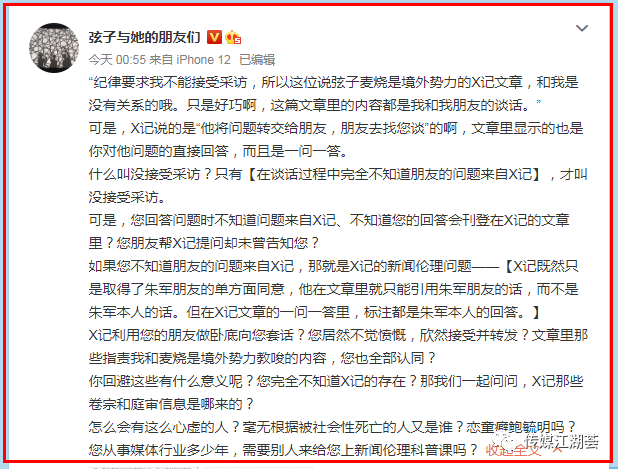 弦子与她的朋友们
今天 00:55 来自 iPhone 12 已编辑
“纪律要求我不能接受采访，所以这位说弦子麦烧是境外势力的X记文章，和我是
没有关系的哦。只是好巧啊，这篇文章里的内容都是我和我朋友的谈话。”
可是，X记说的是“他将问题转交给朋友，朋友去找您谈”的啊，文章里显示的也是
你对他问题的直接回答，而且是一问一答。
什么叫没接受采访？只有【在谈话过程中完全不知道朋友的问题来自X记】，才叫
没接受采访。
可是，您回答问题时不知道问题来自X记、不知道您的回答会刊登在X记的文章
里？您朋友帮X记提问却未曾告知您？
如果您不知道朋友的问题来自X记，那就是X记的新闻伦理问题——【X记既然只
是取得了朱军朋友的单方面同意，他在文章里就只能引用朱军朋友的话，而不是
朱军本人的话。但在X记文章的一问一答里，标注都是朱军本人的回答。】
X记利用您的朋友做卧底向您套话？您居然不觉愤慨，欣然接受并转发？文章里那
些指责我和麦烧是境外势力教唆的内容，您也全部认同？
你回避这些有什么意义呢？您完全不知道X记的存在？那我们一起问问，X记那些
卷宗和庭审信息是哪来的？
怎么会有这么心虚的人？毫无根据被社会性死亡的人又是谁？恋童癖鲍毓明吗？
您从事媒体行业多少年，需要别人来给您上新闻伦理科普课吗？ 收起全文
传媒江湖荟